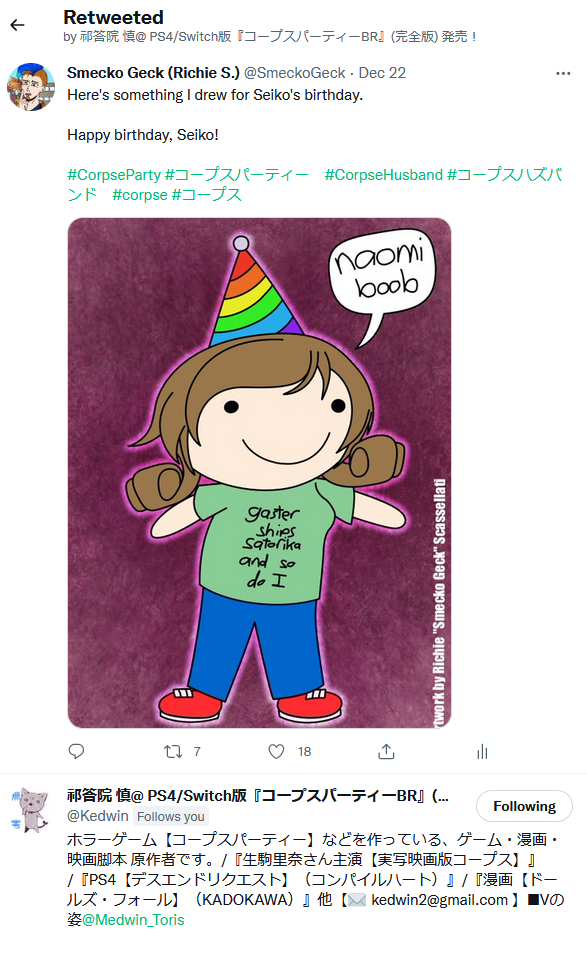 Retweeted
by 祁答院 慎@ PS4/Switch版『コープスパーティーBR』(完全版) 発売！
Smecko Geck (Richie S.) @SmeckoGeck · Dec 22
Here's something I drew for Seiko's birthday.
Happy birthday, Seiko!
#CorpseParty #コープスパーティー　#CorpseHusband #コープスハズバ
ンド　#corpse #コープス
naomi
boob
gaster
ships
satorika
and so
do I
twork by Richie "Smecko Geck" Scassellati
7
18
祁答院 慎@ PS4/Switch版『コープスパーティーBR』(...
@Kedwin Follows you
Following
ホラーゲーム【コープスパーティー】などを作っている、ゲーム・漫画・
映画脚本 原作者です。/『生駒里奈さん主演【実写映画版コープス】』
/『PS4【デスエンドリクエスト】（コンパイルハート）』/『漫画【ドー
ルズ・フォール】（KADOKAWA）』他【✉️ kedwin2@gmail.com 】■Vの
姿@Medwin_Toris